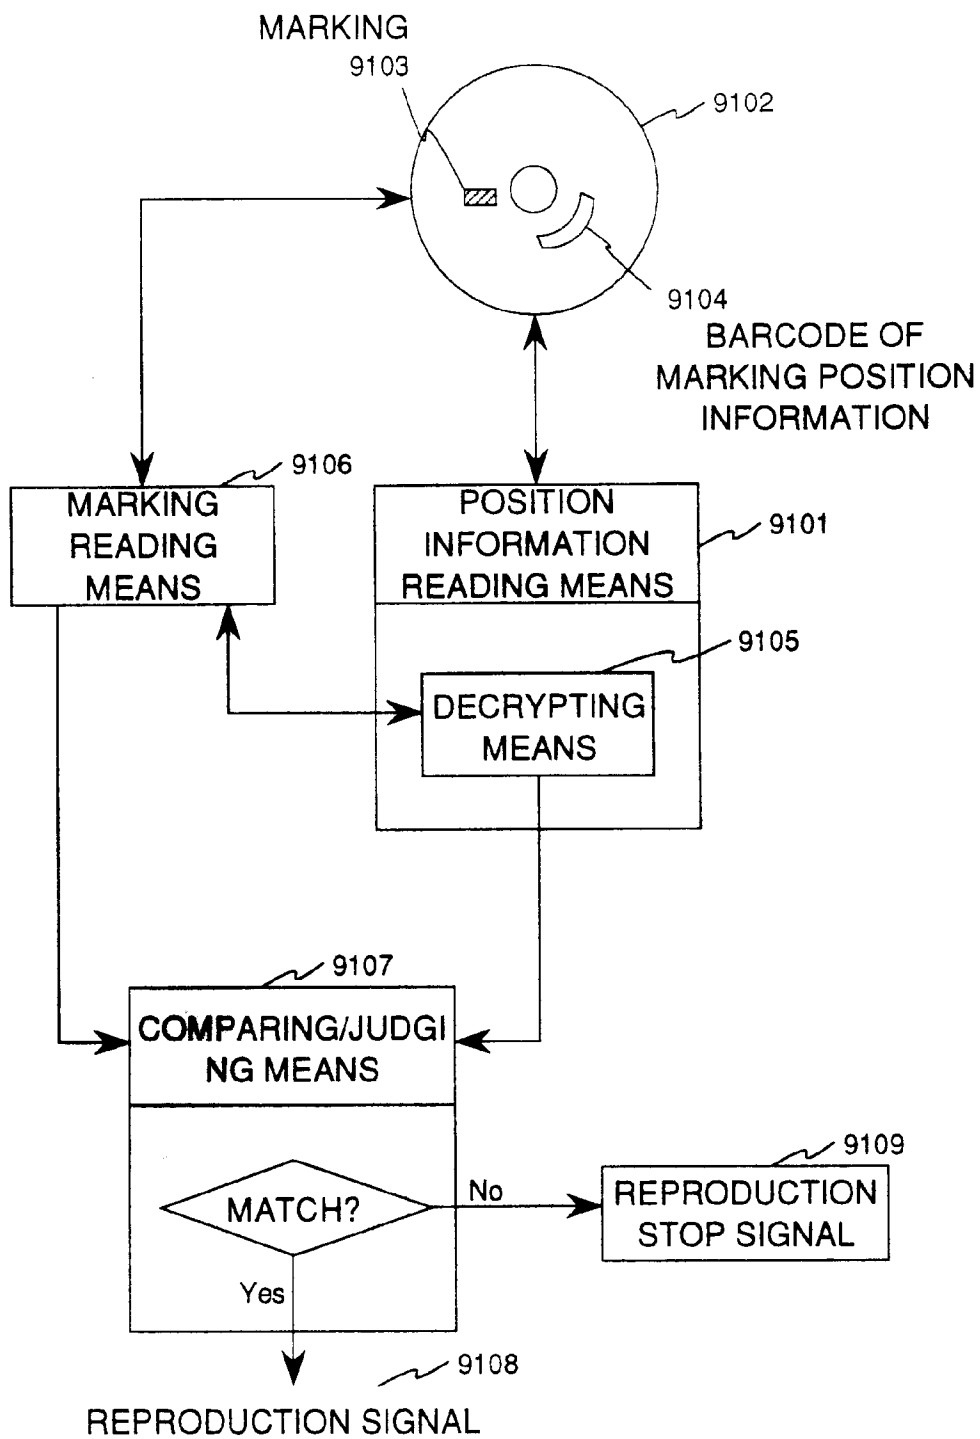 MARKING
9103
9102
9104
BARCODE OF
MARKING POSITION
INFORMATION
9106
MARKING
READING
MEANS
POSITION
INFORMATION
READING MEANS
9101
9105
DECRYPTING
MEANS
9107
COMPARING/JUDGI
NG MEANS
MATCH?
No
Yes
9109
REPRODUCTION
STOP SIGNAL
9108
REPRODUCTION SIGNAL